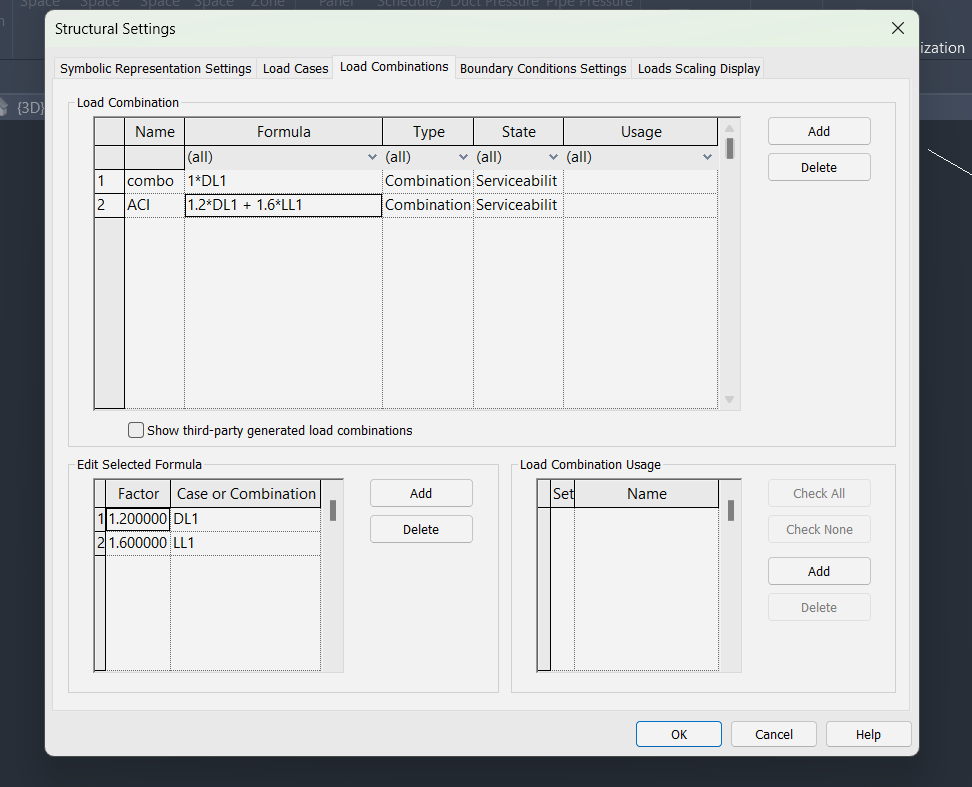 Space Space Space Space Zone Panel Schedule/ Duct Pressure Pipe Pressure
Structural Settings
ization
Symbolic Representation Settings Load Cases Load Combinations Boundary Conditions Settings Loads Scaling Display
{3D}
Load Combination
Name Formula Type State Usage
(all) (all) (all) (all)
1 combo 1*DL1 Combination Serviceabilit
2 ACI 1.2*DL1 + 1.6*LL1 Combination Serviceabilit
Add
Delete
Show third-party generated load combinations
Edit Selected Formula
Factor Case or Combination
1 1.200000 DL1
2 1.600000 LL1
Add
Delete
Load Combination Usage
Set Name
Check All
Check None
Add
Delete
OK Cancel Help